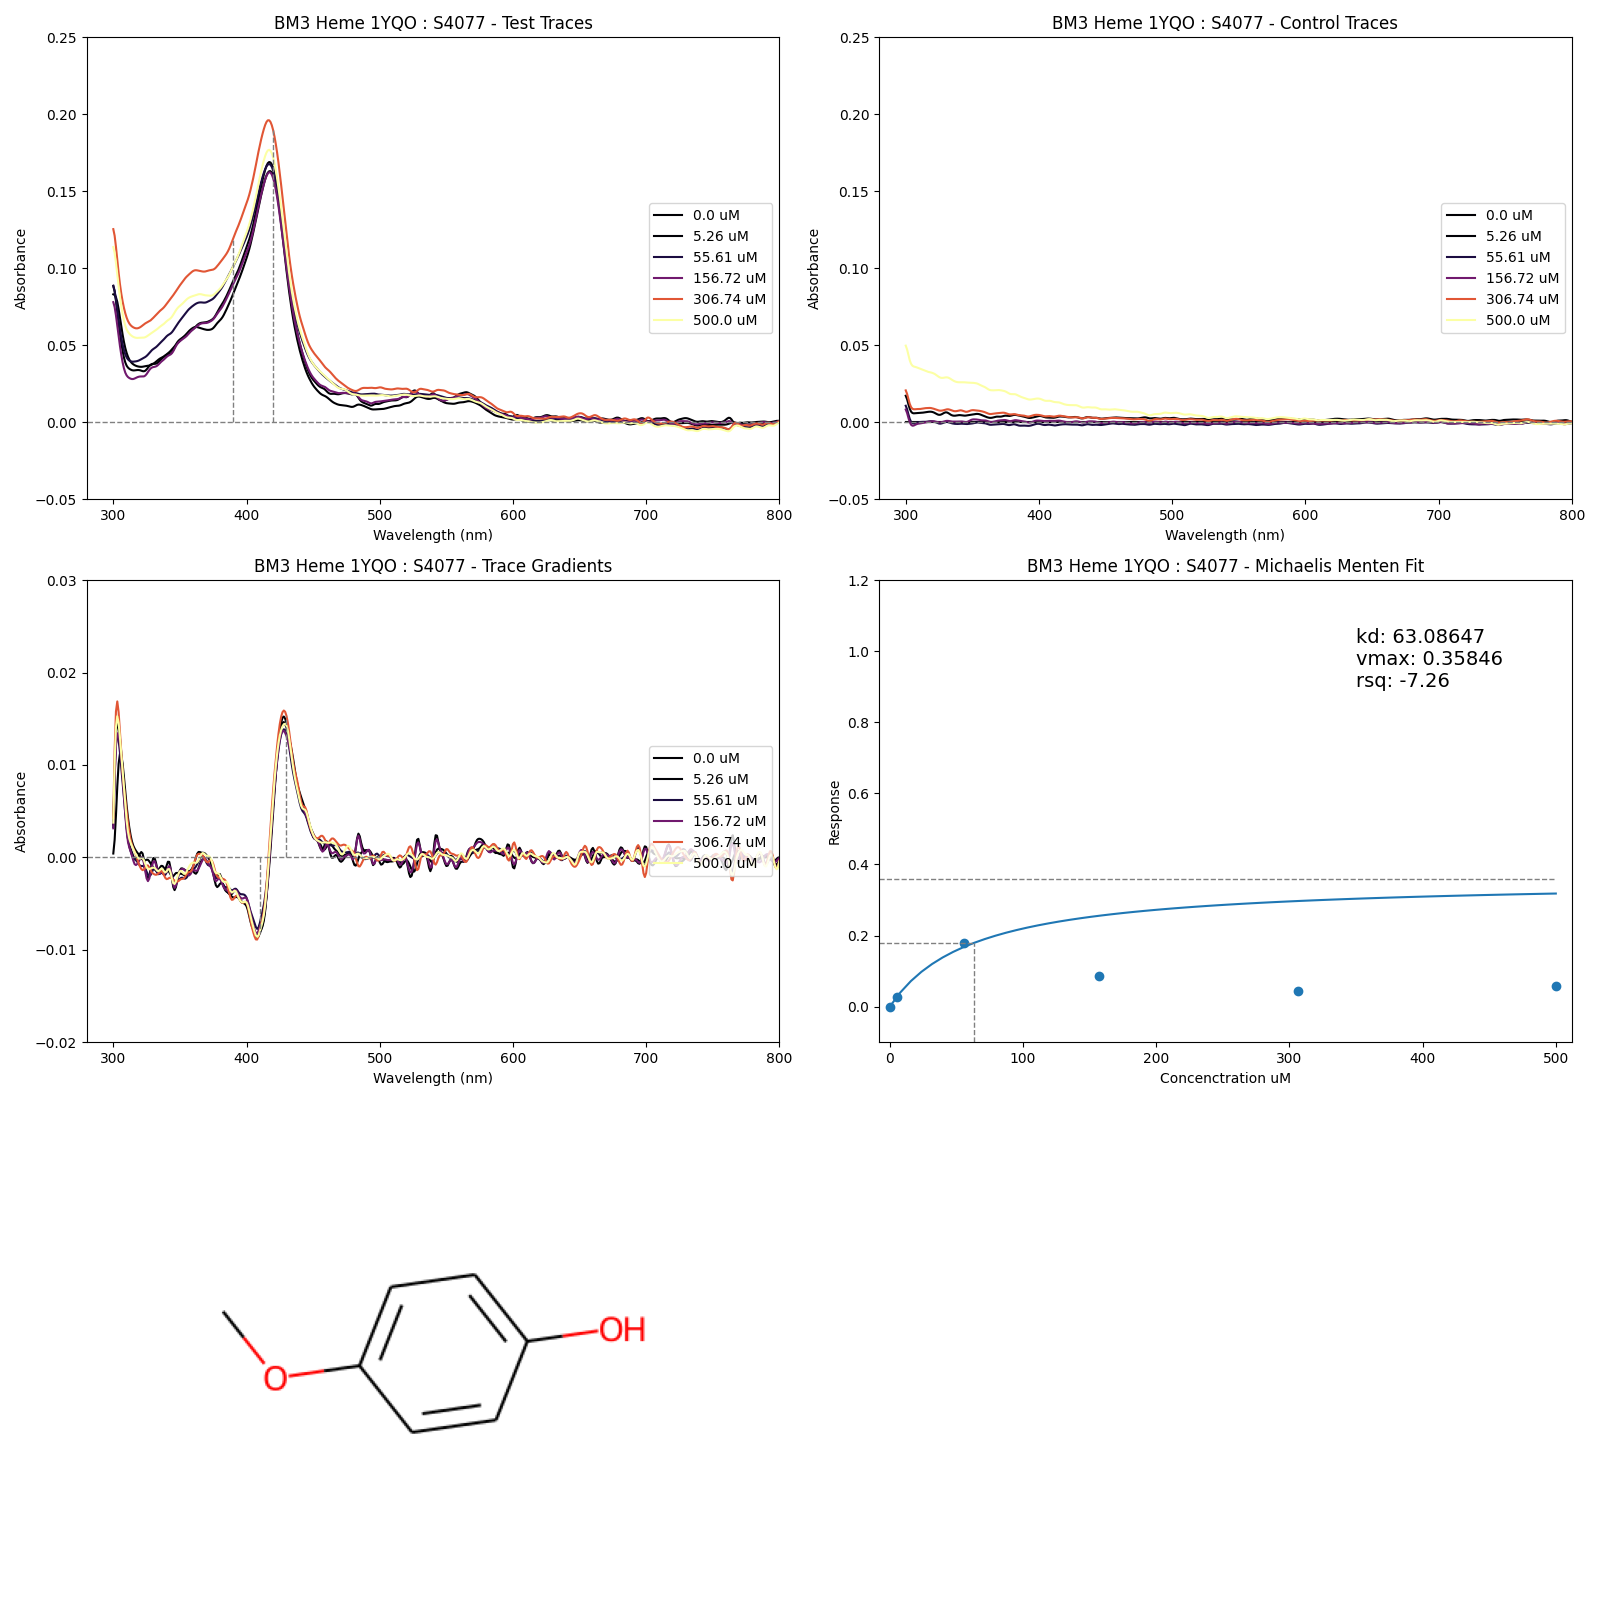 BM3 Heme 1YQO : S4077 - Test Traces
0.25
0.20
0.15
0.10
0.05
0.00
−0.05
Absorbance
300 400 500 600 700 800
Wavelength (nm)
0.0 uM
5.26 uM
55.61 uM
156.72 uM
306.74 uM
500.0 uM
BM3 Heme 1YQO : S4077 - Control Traces
0.25
0.20
0.15
0.10
0.05
0.00
−0.05
Absorbance
300 400 500 600 700 800
Wavelength (nm)
0.0 uM
5.26 uM
55.61 uM
156.72 uM
306.74 uM
500.0 uM
BM3 Heme 1YQO : S4077 - Trace Gradients
0.03
0.02
0.01
0.00
−0.01
−0.02
Absorbance
300 400 500 600 700 800
Wavelength (nm)
0.0 uM
5.26 uM
55.61 uM
156.72 uM
306.74 uM
500.0 uM
BM3 Heme 1YQO : S4077 - Michaelis Menten Fit
1.2
1.0
0.8
0.6
0.4
0.2
0.0
Response
0 100 200 300 400 500
Concenctration uM
kd: 63.08647
vmax: 0.35846
rsq: -7.26
OH
O